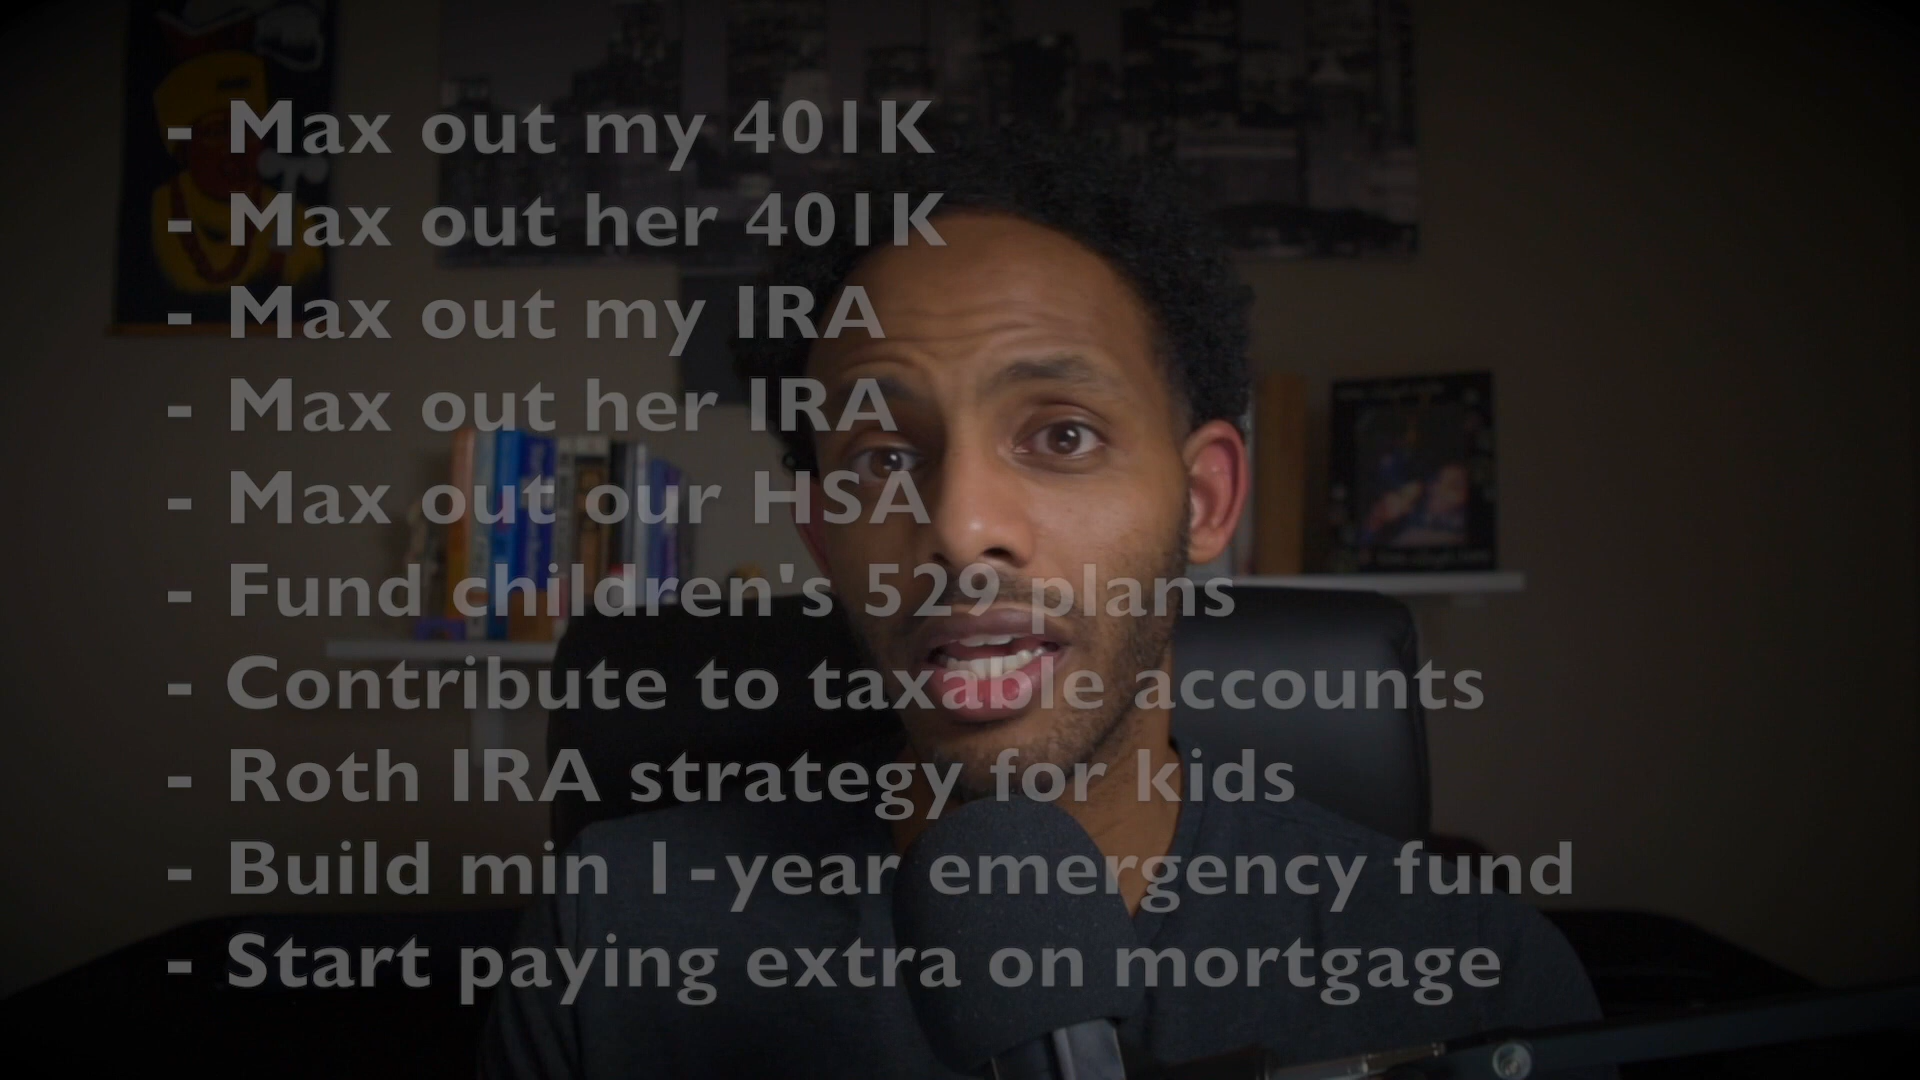 - Max out my 401K
- Max out her 401K
- Max out my IRA
- Max out her IRA
- Max out our HSA
- Fund children's 529 plans
- Contribute to taxable accounts
- Roth IRA strategy for kids
- Build min 1-year emergency fund
- Start paying extra on mortgage